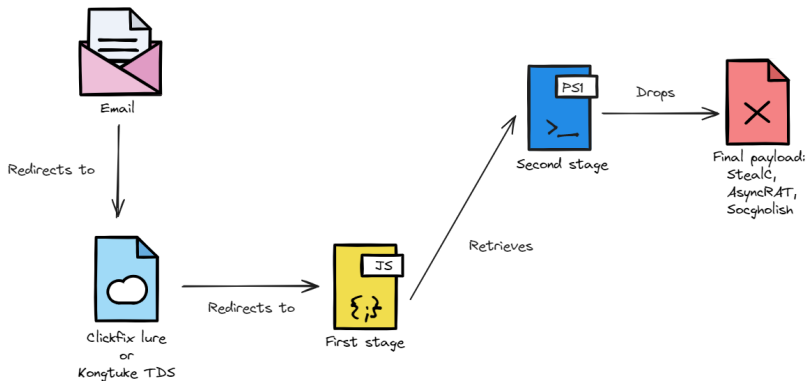 Email
Redirects to
Clickfix lure
or
Kongtuke TDS
Redirects to
JS
{;}
First stage
Retrieves
PS1
>_
Second stage
Drops
Final payload:
StealC,
AsyncRAT,
Socgholish